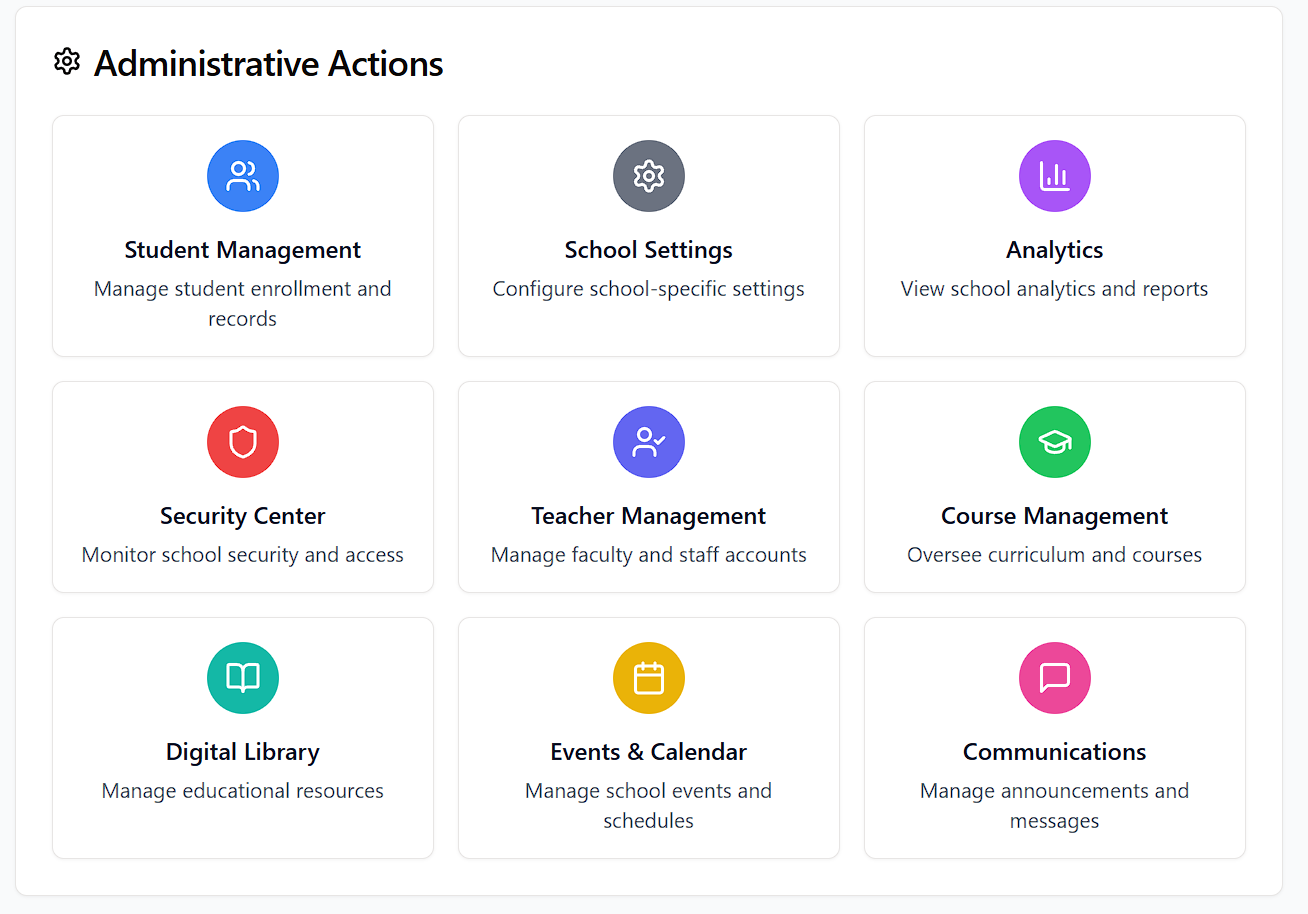 Administrative Actions
Student Management
Manage student enrollment and
records
School Settings
Configure school-specific settings
Analytics
View school analytics and reports
Security Center
Monitor school security and access
Teacher Management
Manage faculty and staff accounts
Course Management
Oversee curriculum and courses
Digital Library
Manage educational resources
Events & Calendar
Manage school events and
schedules
Communications
Manage announcements and
messages